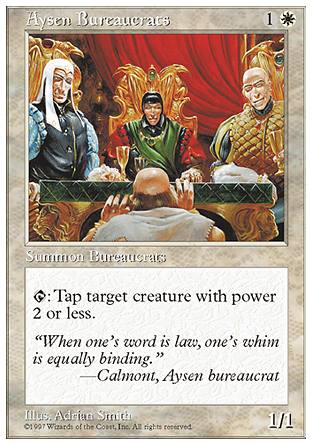 Aysen Bureaucrats 1
Summon Bureaucrats
: Tap target creature with power
2 or less.
“When one’s word is law, one’s whim
is equally binding.”
—Calmont, Aysen bureaucrat
Illus. Adrian Smith
©1997 Wizards of the Coast, Inc. All rights reserved.
1/1